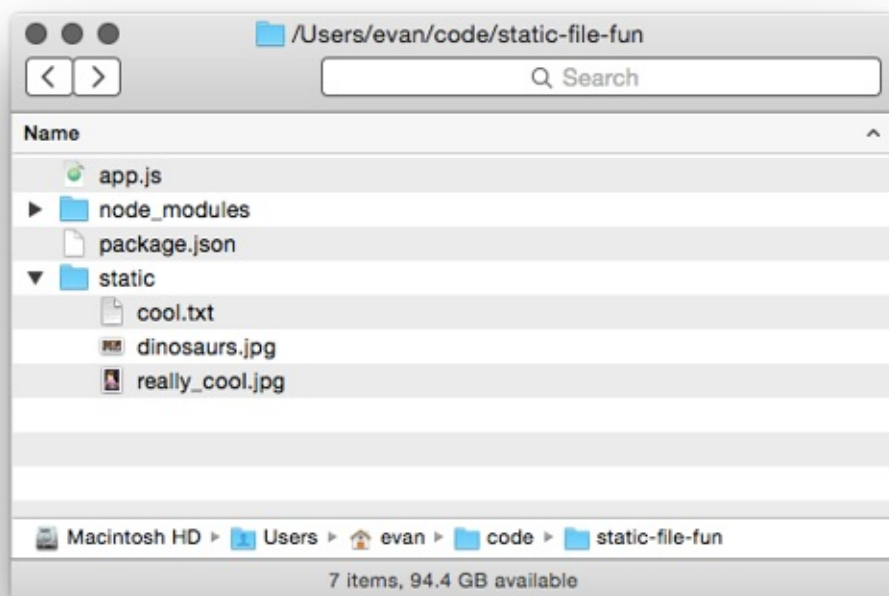 /Users/evan/code/static-file-fun
Search
Name
app.js
node_modules
package.json
static
cool.txt
dinosaurs.jpg
really_cool.jpg
Macintosh HD Users evan code static-file-fun
7 items, 94.4 GB available